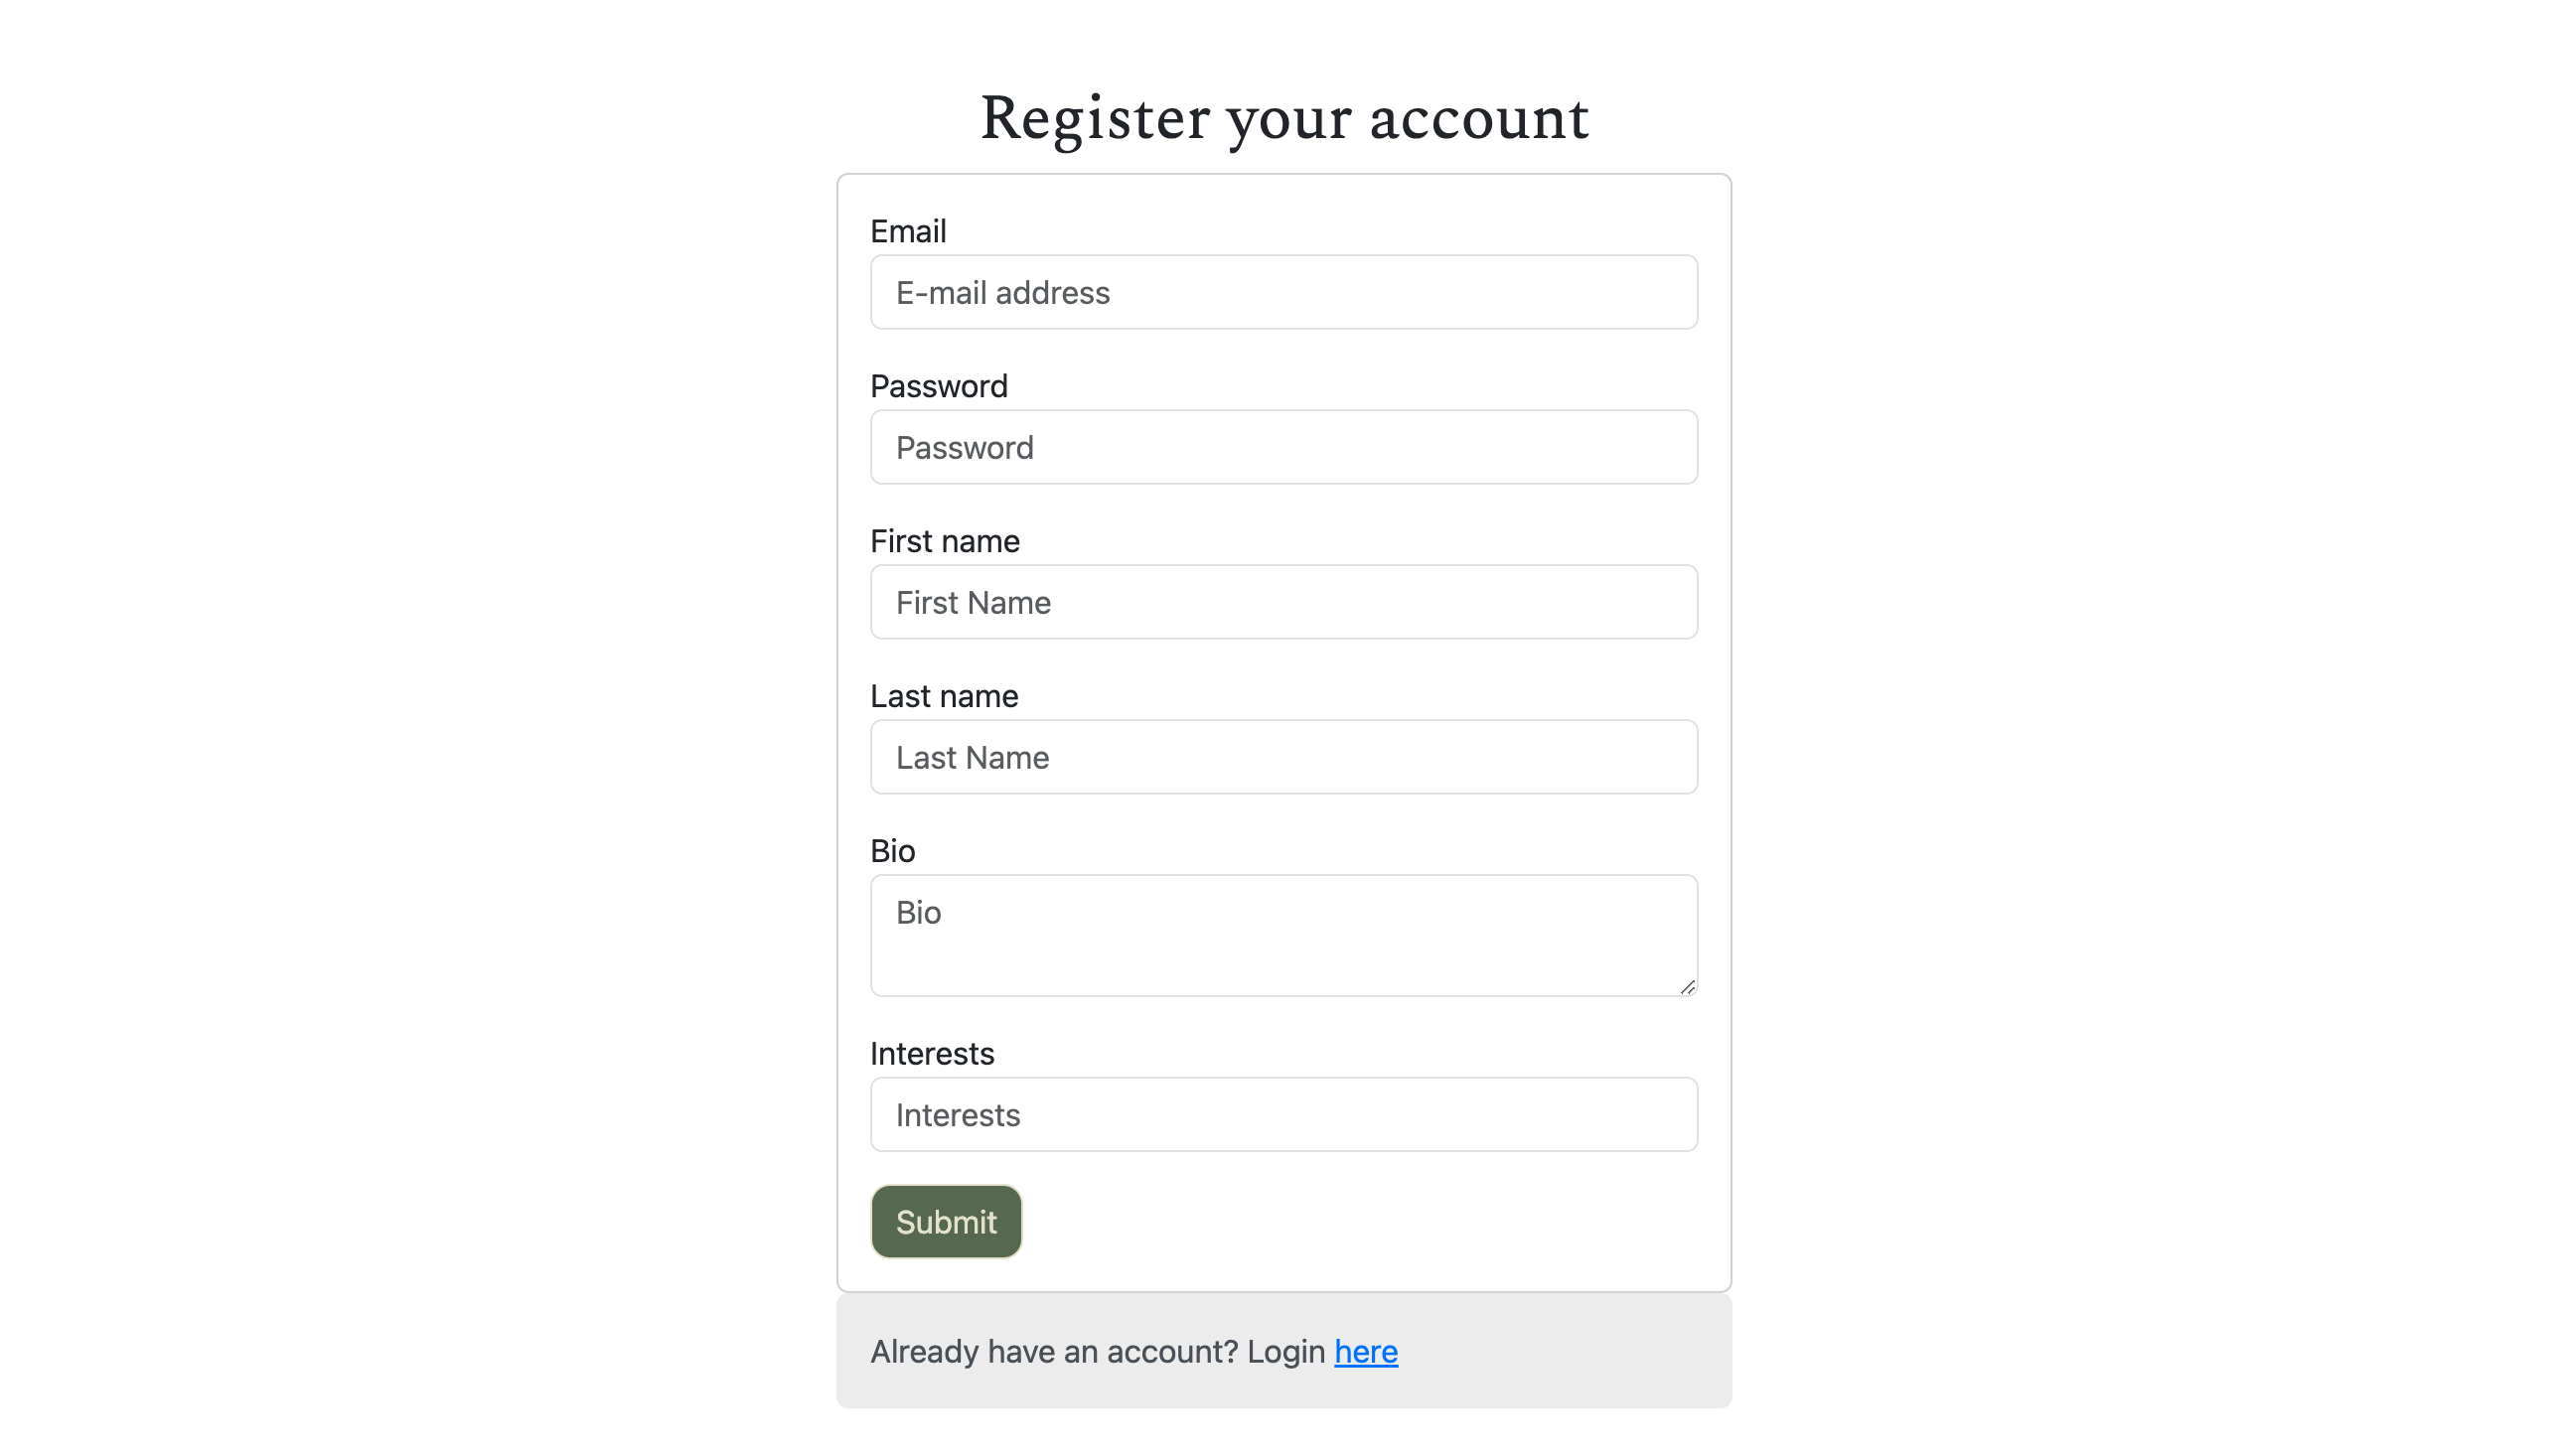 Register your account
Email
E-mail address
Password
Password
First name
First Name
Last name
Last Name
Bio
Bio
Interests
Interests
Submit
Already have an account? Login here